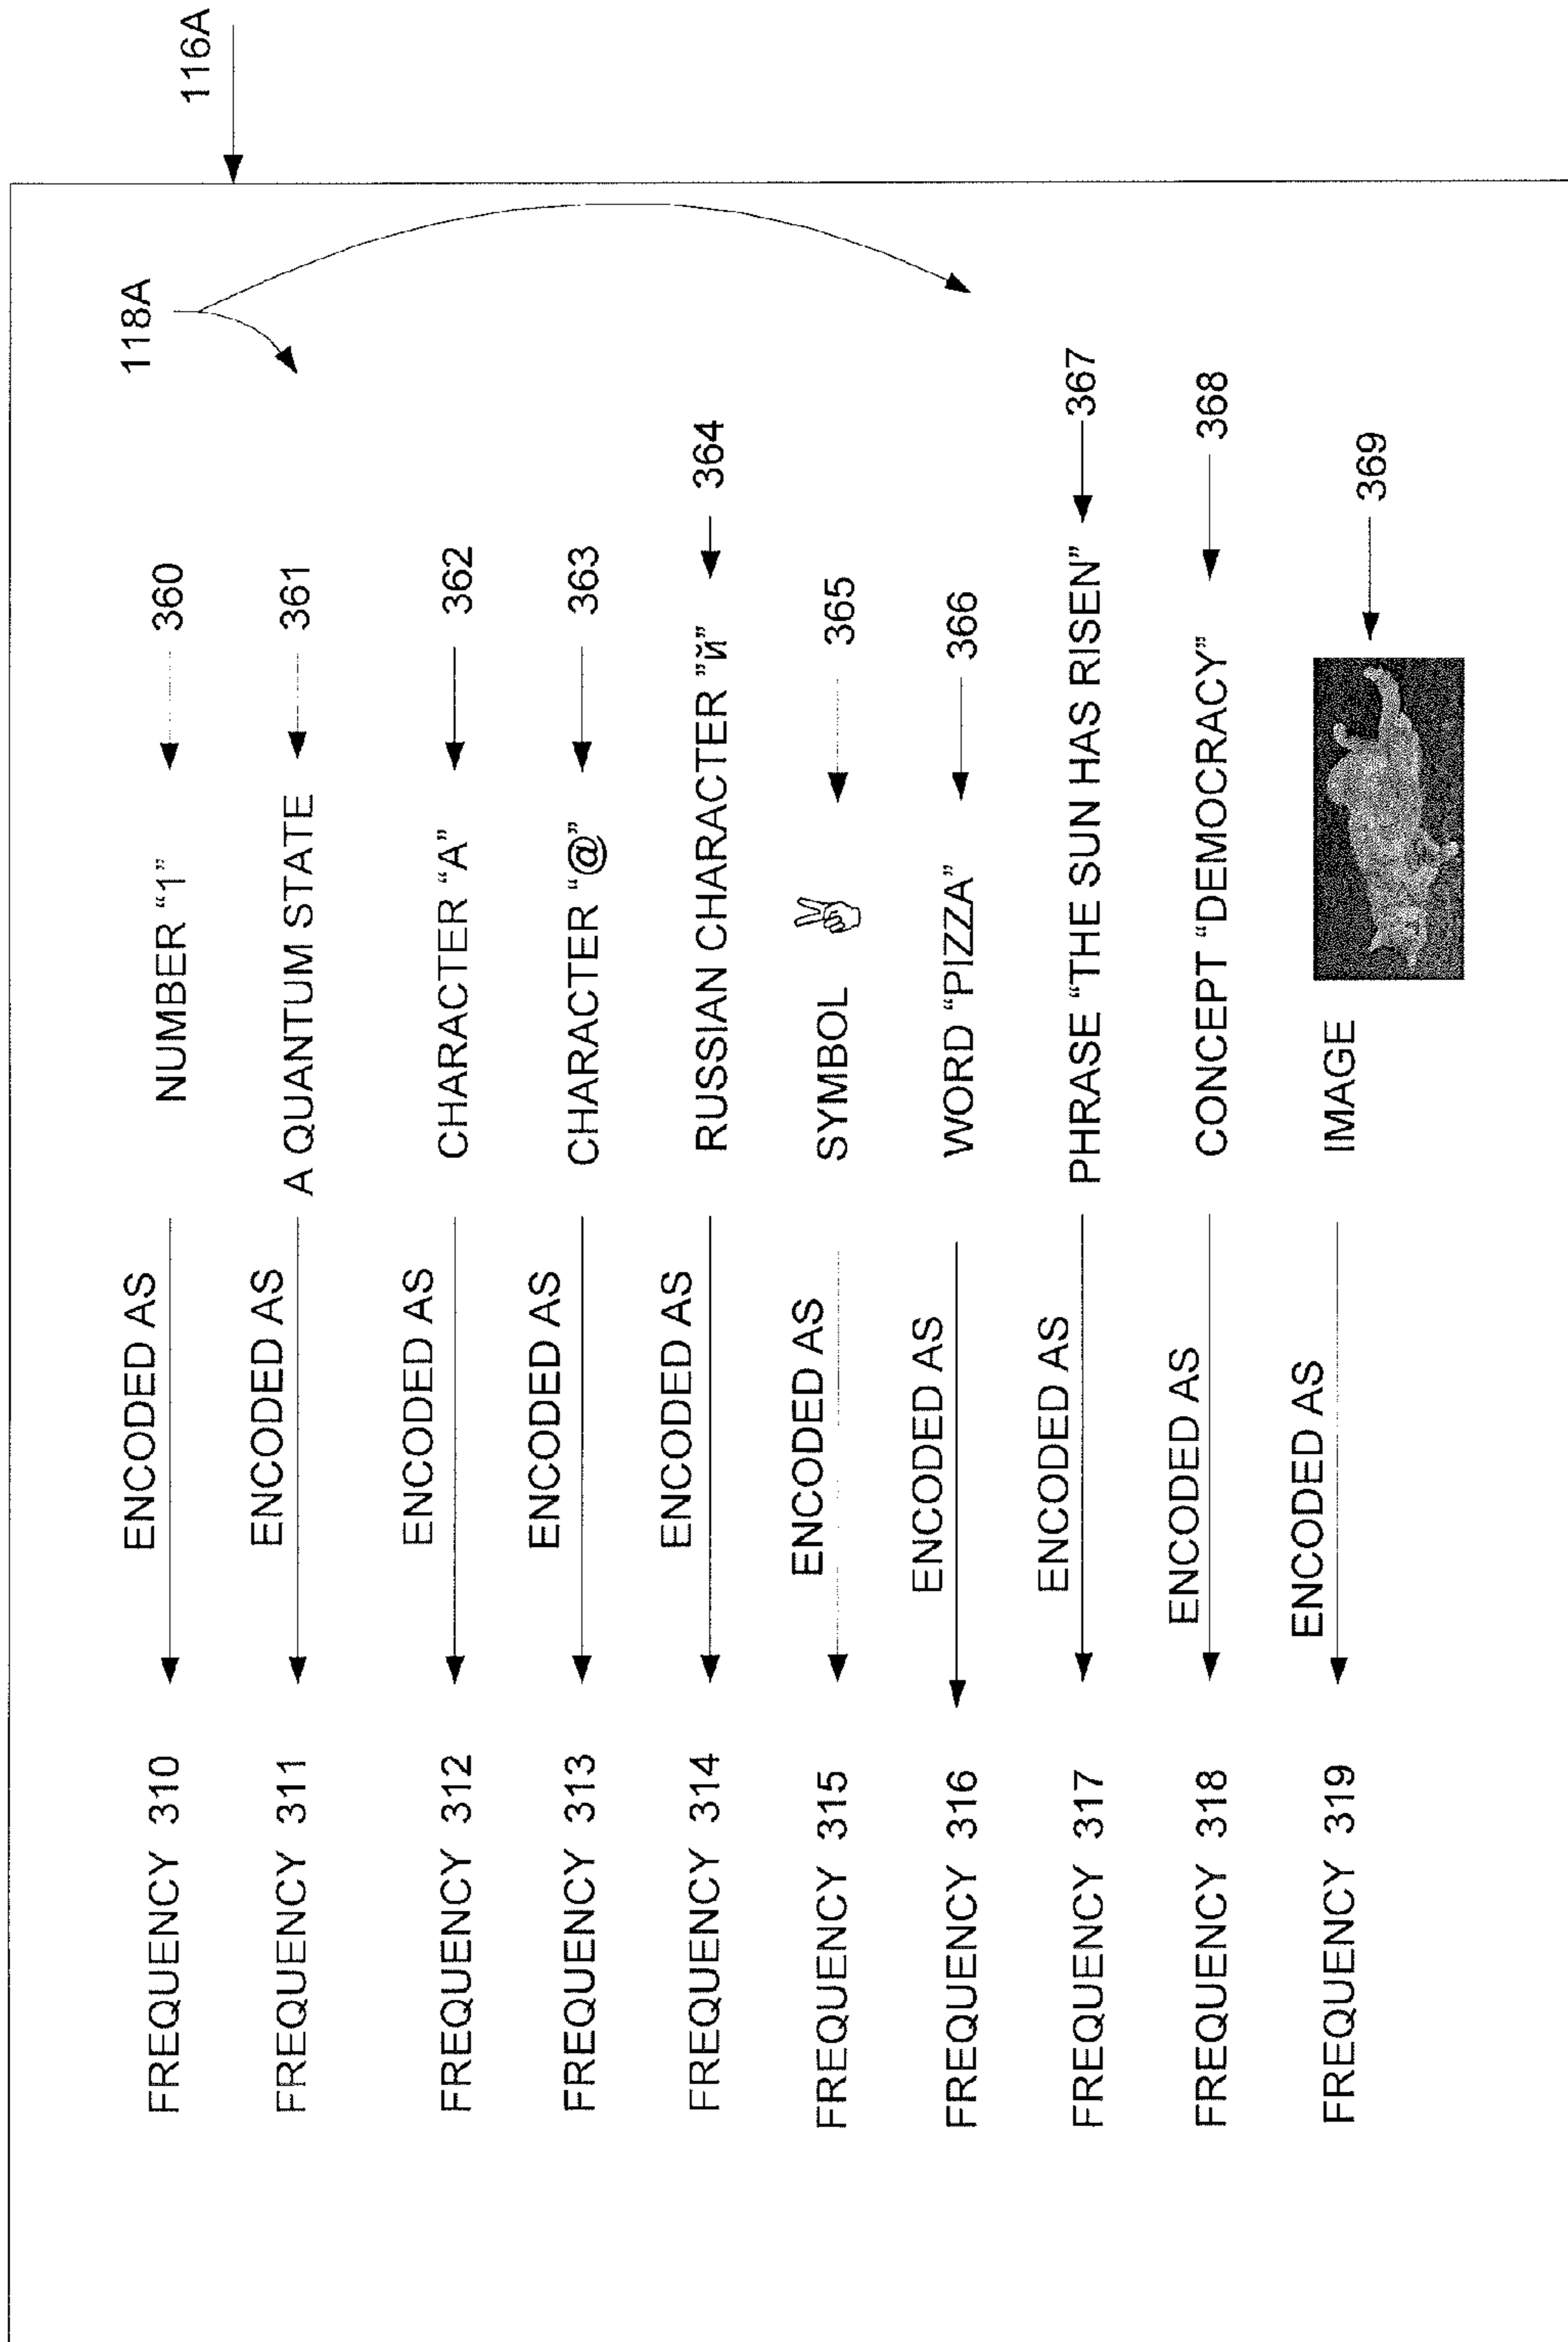 ENCODED AS 118A 116A
FREQUENCY 310 NUMBER “1” 360
ENCODED AS
FREQUENCY 311 A QUANTUM STATE 361
ENCODED AS
FREQUENCY 312 CHARACTER “A” 362
ENCODED AS
FREQUENCY 313 CHARACTER “@” 363
ENCODED AS
FREQUENCY 314 RUSSIAN CHARACTER ”й” 364
ENCODED AS
FREQUENCY 315 SYMBOL ✌ 365
ENCODED AS
FREQUENCY 316 WORD “PIZZA” 366
ENCODED AS
FREQUENCY 317 PHRASE “THE SUN HAS RISEN” 367
ENCODED AS
FREQUENCY 318 CONCEPT “DEMOCRACY” 368
ENCODED AS
FREQUENCY 319 IMAGE 369